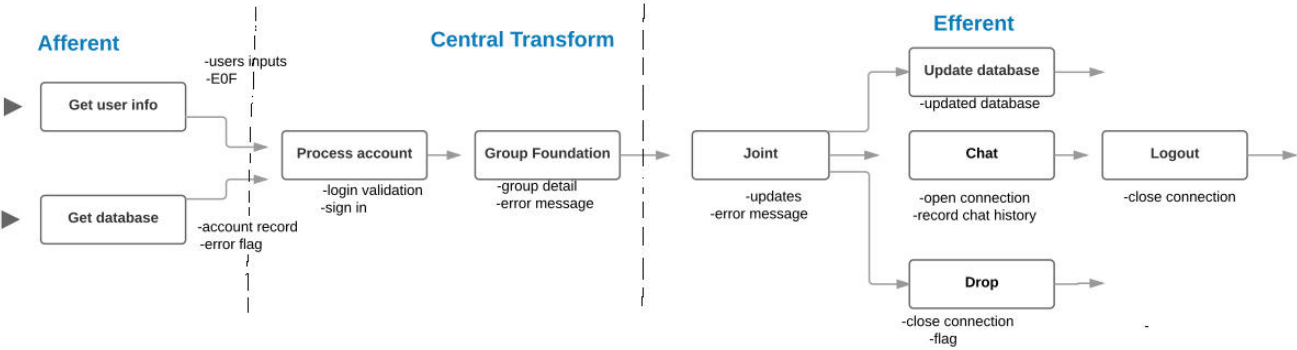 Afferent
Central Transform
Efferent
-users inputs
-E0F
Get user info
Get database
-account record
-error flag
Process account
-login validation
-sign in
Group Foundation
-group detail
-error message
Joint
-updates
-error message
Update database
-updated database
Chat
-open connection
-record chat history
Logout
-close connection
Drop
-close connection
-flag
-